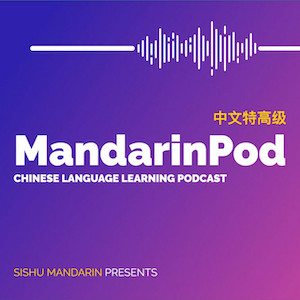 中文特高级
MandarinPod
CHINESE LANGUAGE LEARNING PODCAST
SISHU MANDARIN PRESENTS